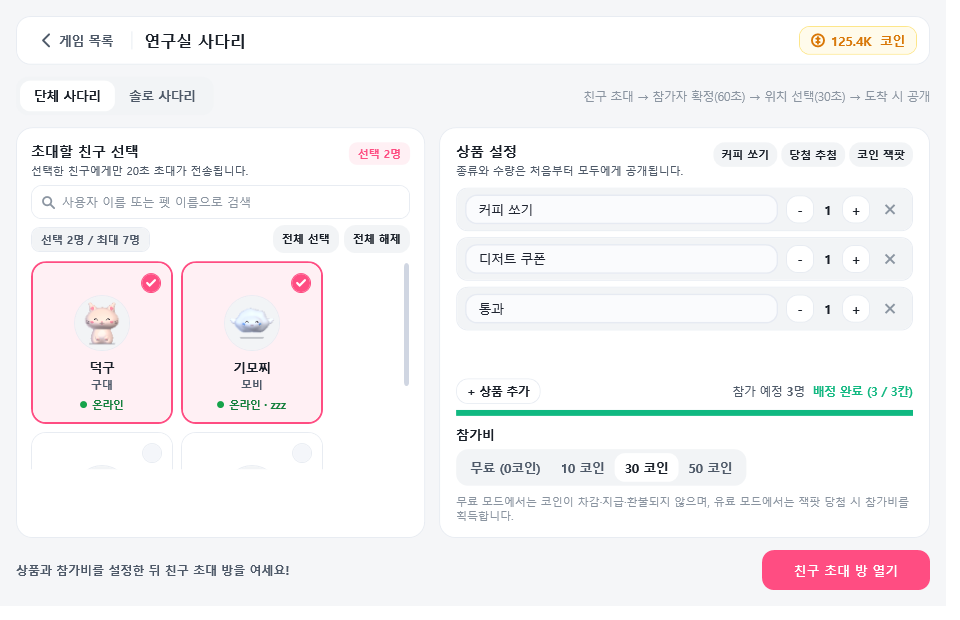 게임 목록
연구실 사다리
125.4K 코인
단체 사다리
솔로 사다리
친구 초대 → 참가자 확정(60초) → 위치 선택(30초) → 도착 시 공개
초대할 친구 선택
선택 2명
선택한 친구에게만 20초 초대가 전송됩니다.
사용자 이름 또는 펫 이름으로 검색
선택 2명 / 최대 7명
전체 선택
전체 해제
덕구
구대
온라인
기모찌
모비
온라인 · zzz
상품 설정
커피 쏘기
당첨 추첨
코인 잭팟
종류와 수량은 처음부터 모두에게 공개됩니다.
커피 쏘기
- 1 + ×
디저트 쿠폰
- 1 + ×
통과
- 1 + ×
+ 상품 추가
참가 예정 3명 배정 완료 (3 / 3칸)
참가비
무료 (0코인)
10 코인
30 코인
50 코인
무료 모드에서는 코인이 차감·지급·환불되지 않으며, 유료 모드에서는 잭팟 당첨 시 참가비를
획득합니다.
상품과 참가비를 설정한 뒤 친구 초대 방을 여세요!
친구 초대 방 열기